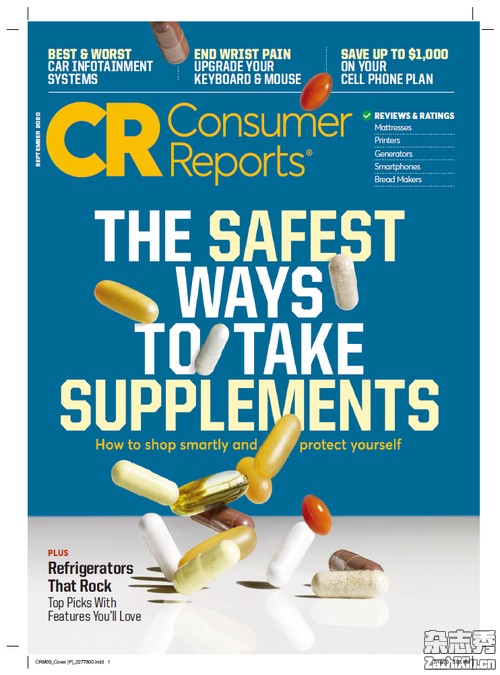 BEST & WORST
CAR INFOTAINMENT
SYSTEMS
END WRIST PAIN
UPGRADE YOUR
KEYBOARD & MOUSE
SAVE UP TO $1,000
ON YOUR
CELL PHONE PLAN
SEPTEMBER 2020
CR Consumer
Reports®
REVIEWS & RATINGS
Mattresses
Printers
Generators
Smartphones
Bread Makers
THE SAFEST
WAYS
TO TAKE
SUPPLEMENTS
How to shop smartly and protect yourself
PLUS
Refrigerators
That Rock
Top Picks With
Features You'll Love
杂志秀
ZaZhiXiu.cn